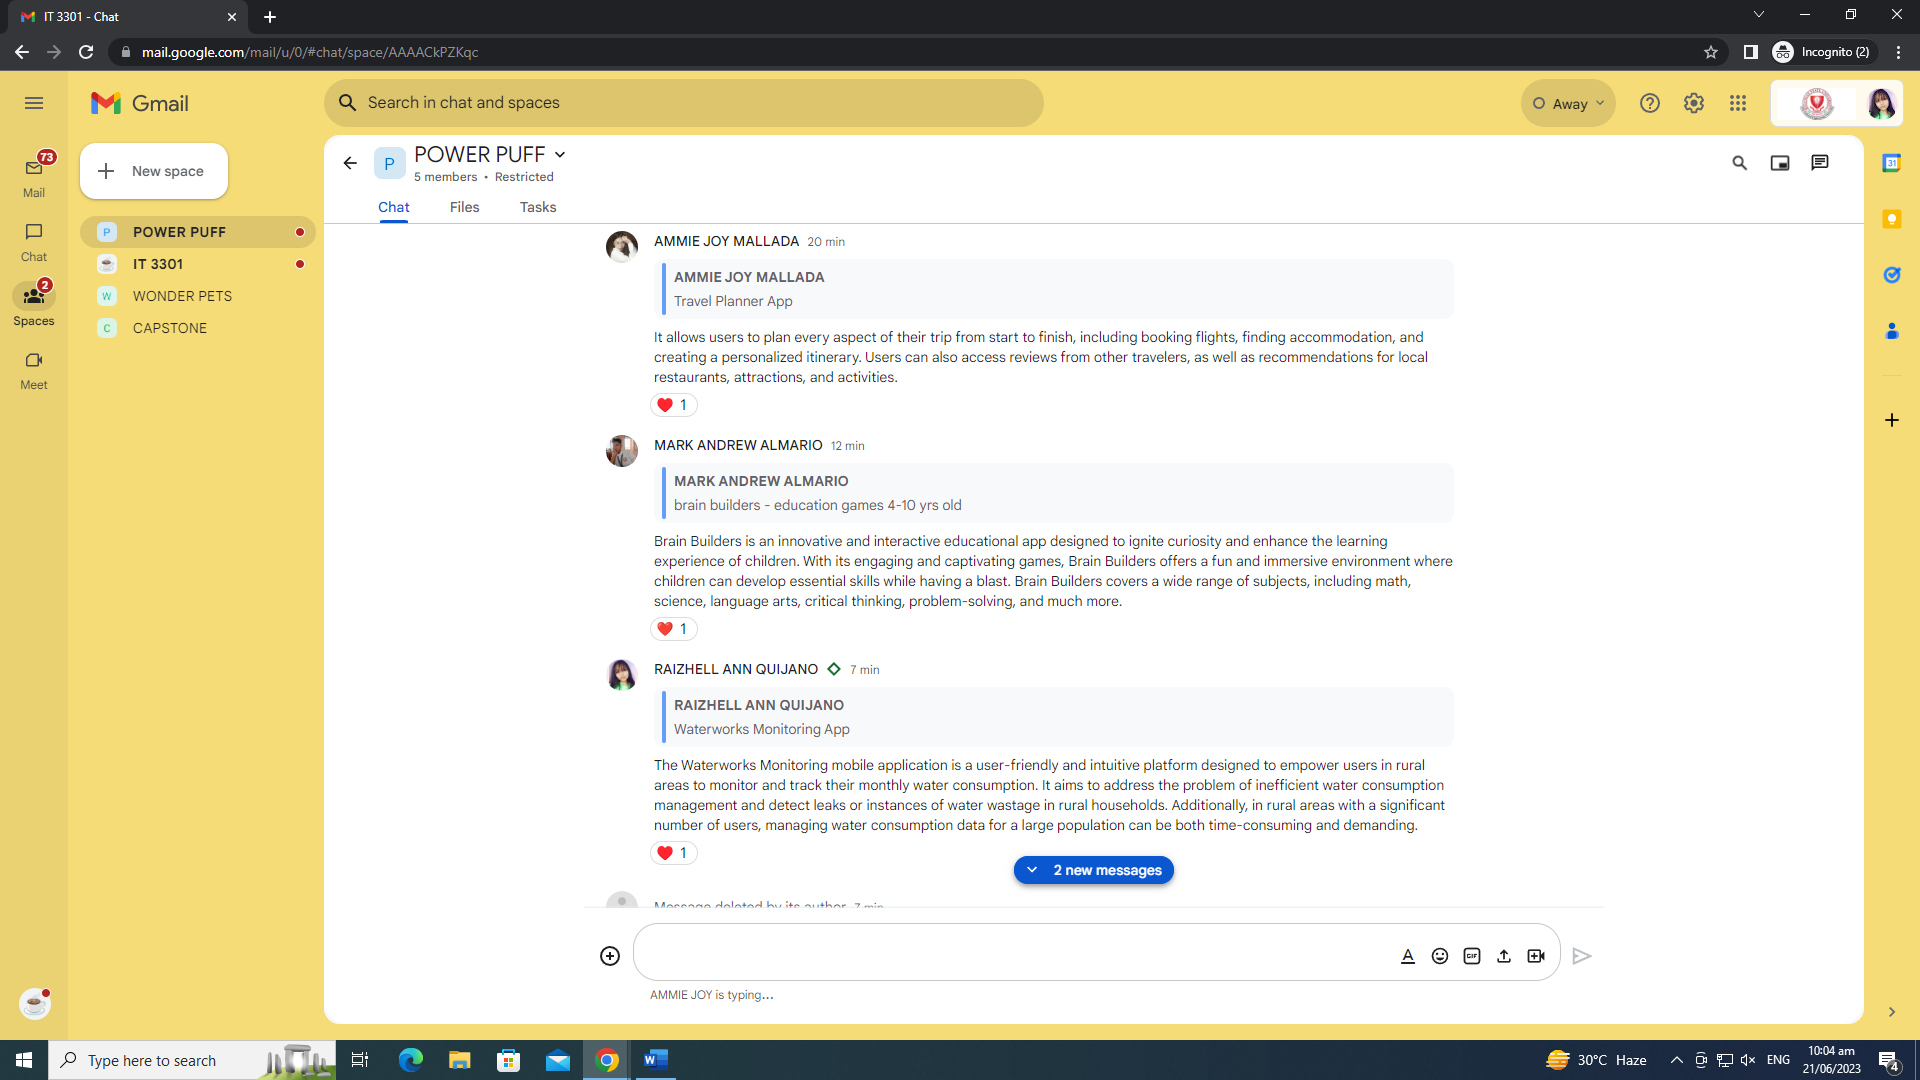 IT 3301 - Chat
mail.google.com/mail/u/0/#chat/space/AAAACkPZKqc
Incognito (2)
Gmail
Search in chat and spaces
Away
73
Mail
Chat
2
Spaces
Meet
New space
P POWER PUFF
IT 3301
W WONDER PETS
C CAPSTONE
P POWER PUFF
5 members • Restricted
Chat Files Tasks
31
AMMIE JOY MALLADA 20 min
AMMIE JOY MALLADA
Travel Planner App
It allows users to plan every aspect of their trip from start to finish, including booking flights, finding accommodation, and
creating a personalized itinerary. Users can also access reviews from other travelers, as well as recommendations for local
restaurants, attractions, and activities.
1
MARK ANDREW ALMARIO 12 min
MARK ANDREW ALMARIO
brain builders - education games 4-10 yrs old
Brain Builders is an innovative and interactive educational app designed to ignite curiosity and enhance the learning
experience of children. With its engaging and captivating games, Brain Builders offers a fun and immersive environment where
children can develop essential skills while having a blast. Brain Builders covers a wide range of subjects, including math,
science, language arts, critical thinking, problem-solving, and much more.
1
RAIZHELL ANN QUIJANO 7 min
RAIZHELL ANN QUIJANO
Waterworks Monitoring App
The Waterworks Monitoring mobile application is a user-friendly and intuitive platform designed to empower users in rural
areas to monitor and track their monthly water consumption. It aims to address the problem of inefficient water consumption
management and detect leaks or instances of water wastage in rural households. Additionally, in rural areas with a significant
number of users, managing water consumption data for a large population can be both time-consuming and demanding.
1
2 new messages
Message deleted by its author 7 min
A GIF
AMMIE JOY is typing...
Type here to search
W
30°C Haze
ENG
10:04 am
21/06/2023
4